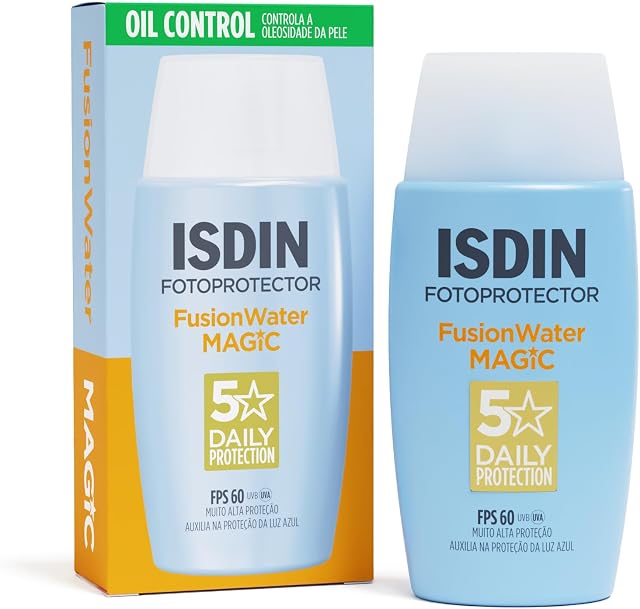 OIL CONTROL
CONTROLA A
OLEOSIDADE DA PELE
FusionWater
MAGIC
ISDIN
FOTOPROTECTOR
FusionWater
MAGIC
5☆
DAILY
PROTECTION
FPS 60 UVB UVA
MUITO ALTA PROTEÇÃO
AUXILIA NA PROTEÇÃO DA LUZ AZUL
ISDIN
FOTOPROTECTOR
FusionWater
MAGIC
5☆
DAILY
PROTECTION
FPS 60 UVB UVA
MUITO ALTA PROTEÇÃO
AUXILIA NA PROTEÇÃO DA LUZ AZUL